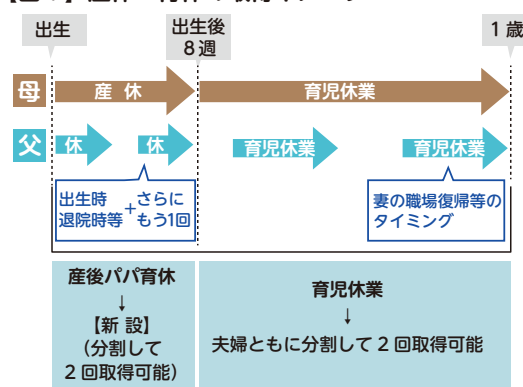 出生
出生後
8週
1歳
母
産休
育児休業
父
休
休
育児休業
育児休業
出生時
退院時等
+
さらに
もう1回
妻の職場復帰等の
タイミング
産後パパ育休
↓
【新設】
(分割して
2回取得可能)
育児休業
↓
夫婦ともに分割して2回取得可能